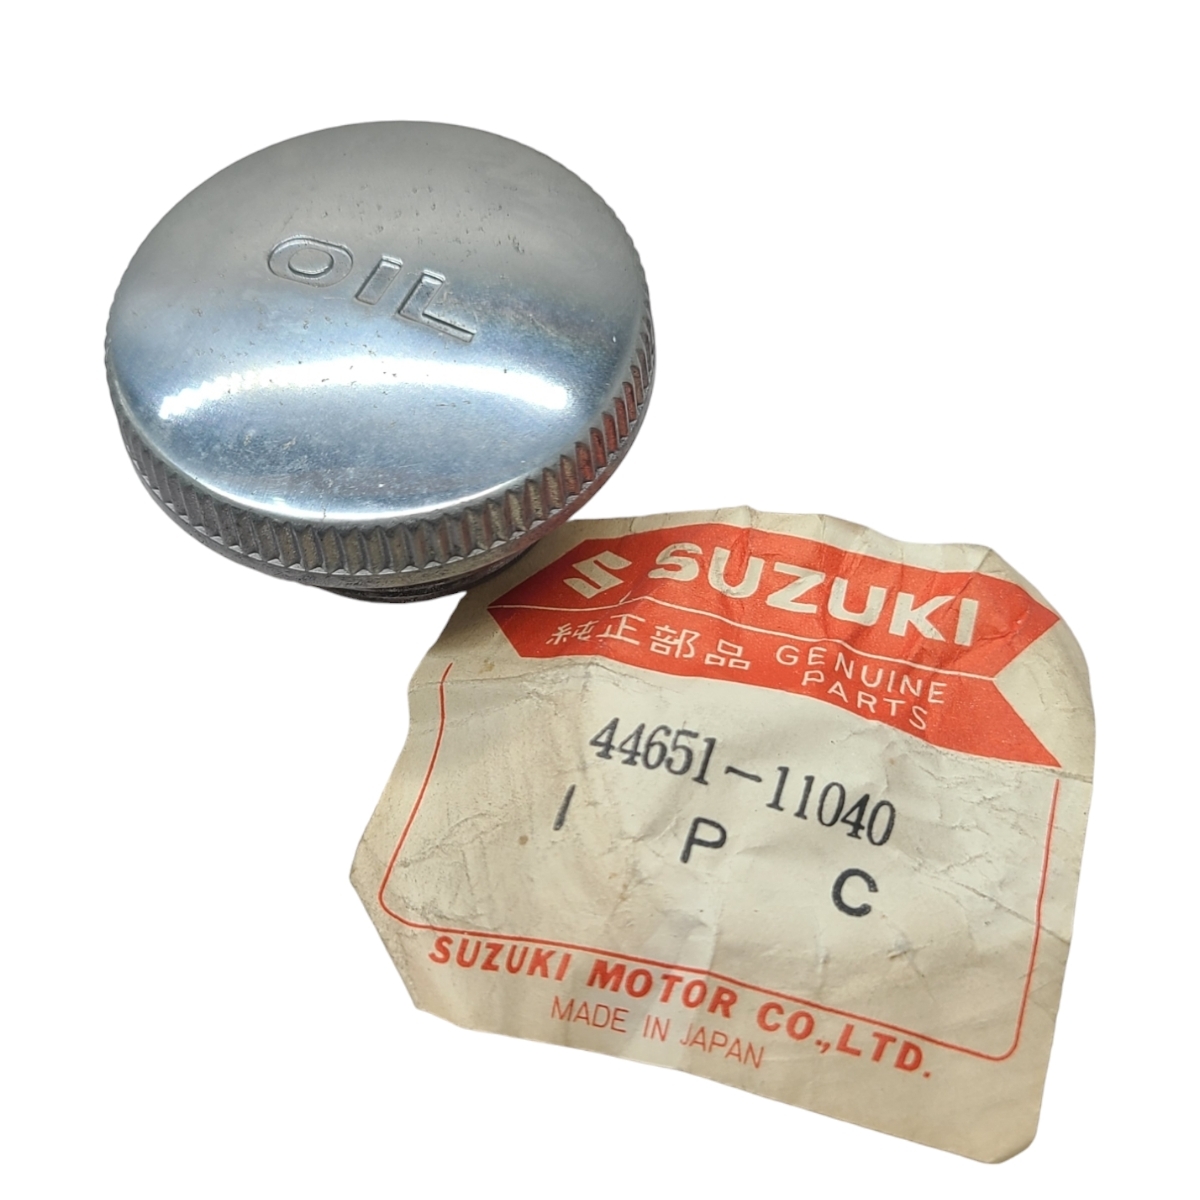 OIL
SUZUKI
純正部品 GENUINE PARTS
44651-11040
1 P C
SUZUKI MOTOR CO.,LTD.
MADE IN JAPAN